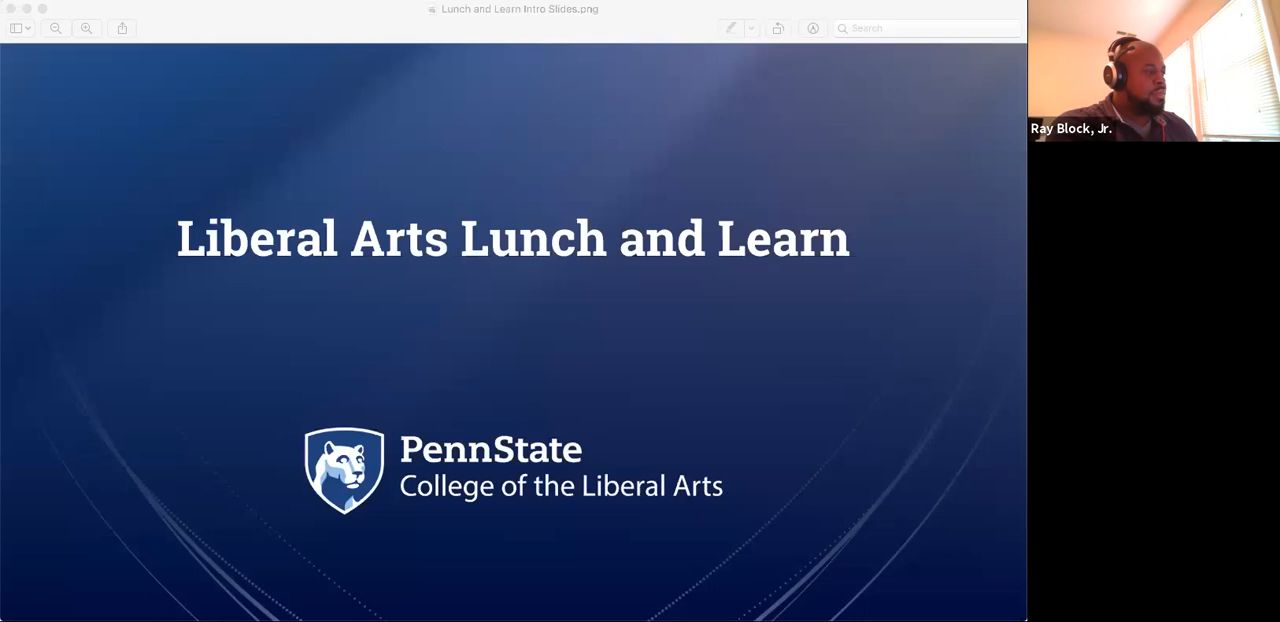 Lunch and Learn Intro Slides.png
Search
Liberal Arts Lunch and Learn
PennState
College of the Liberal Arts
Ray Block, Jr.